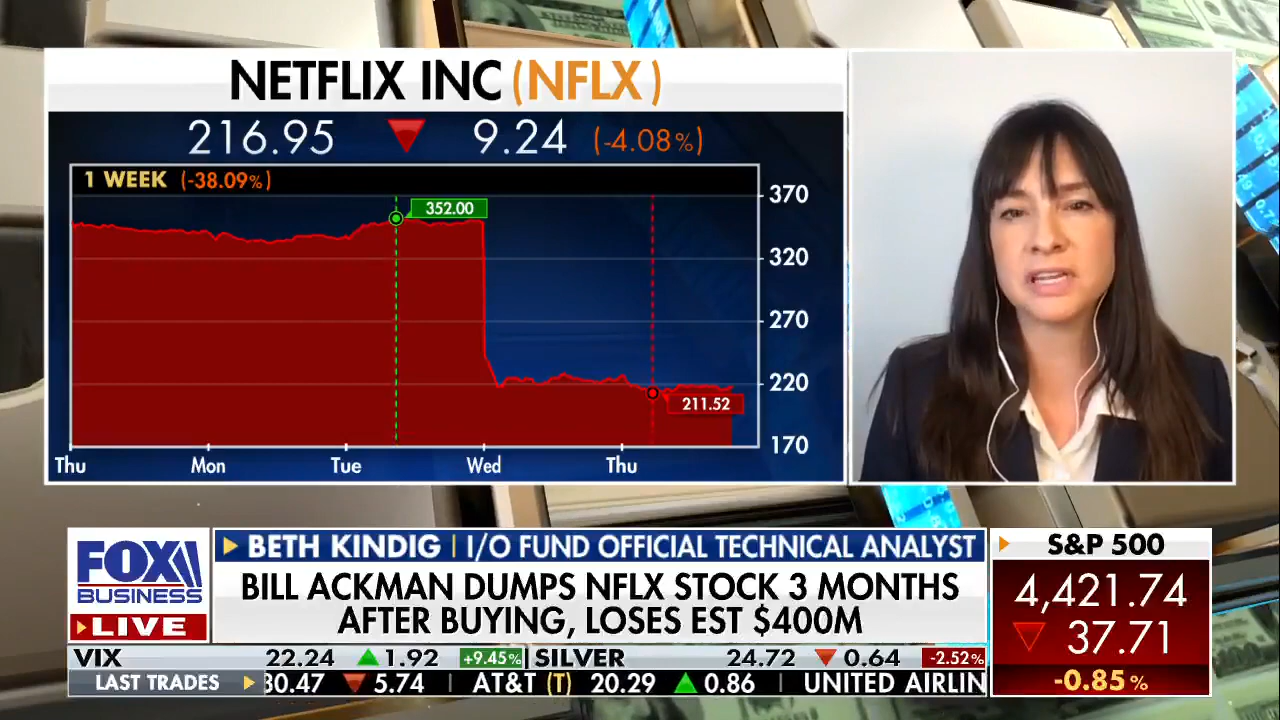 NETFLIX INC (NFLX)
216.95 ▼ 9.24 (-4.08%)
1 WEEK (-38.09%)
370
352.00
320
270
220
211.52
170
Thu Mon Tue Wed Thu
FOX
BUSINESS
LIVE
BETH KINDIG | I/O FUND OFFICIAL TECHNICAL ANALYST
BILL ACKMAN DUMPS NFLX STOCK 3 MONTHS
AFTER BUYING, LOSES EST $400M
VIX 22.24 ▲ 1.92 +9.45% SILVER 24.72 ▼ 0.64 -2.52%
LAST TRADES 30.47 ▼ 5.74 | AT&T (T) 20.29 ▲ 0.86 | UNITED AIRLIN
S&P 500
4,421.74
▼ 37.71
-0.85%